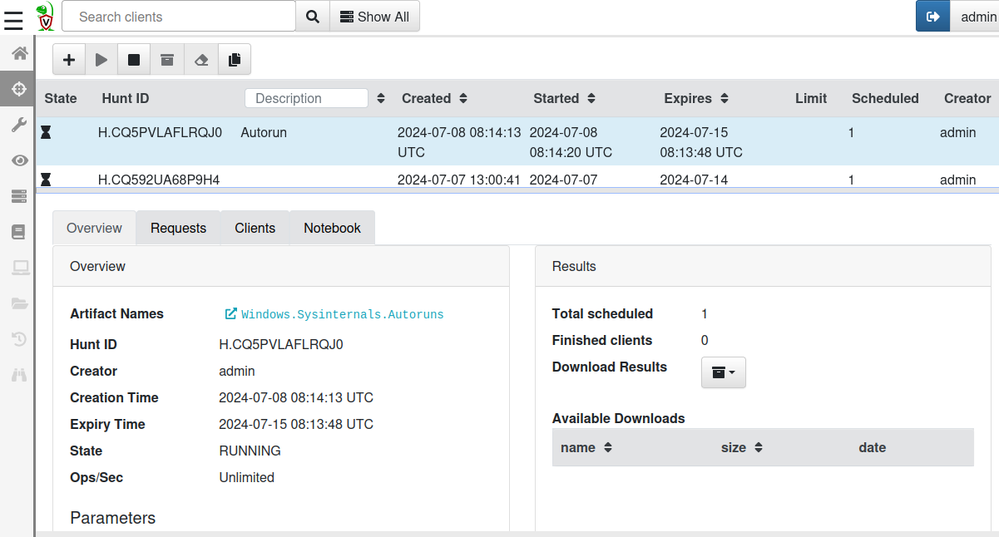 V
Search clients
Show All
admin
State Hunt ID Description Created Started Expires Limit Scheduled Creator
H.CQ5PVLAFLRQJ0 Autorun 2024-07-08 08:14:13 2024-07-08 2024-07-15 1 admin
UTC 08:14:20 UTC 08:13:48 UTC
H.CQ592UA68P9H4 2024-07-07 13:00:41 2024-07-07 2024-07-14 1 admin
Overview Requests Clients Notebook
Overview
Results
Artifact Names Windows.Sysinternals.Autoruns
Hunt ID H.CQ5PVLAFLRQJ0
Creator admin
Creation Time 2024-07-08 08:14:13 UTC
Expiry Time 2024-07-15 08:13:48 UTC
State RUNNING
Ops/Sec Unlimited
Parameters
Total scheduled 1
Finished clients 0
Download Results
Available Downloads
name size date